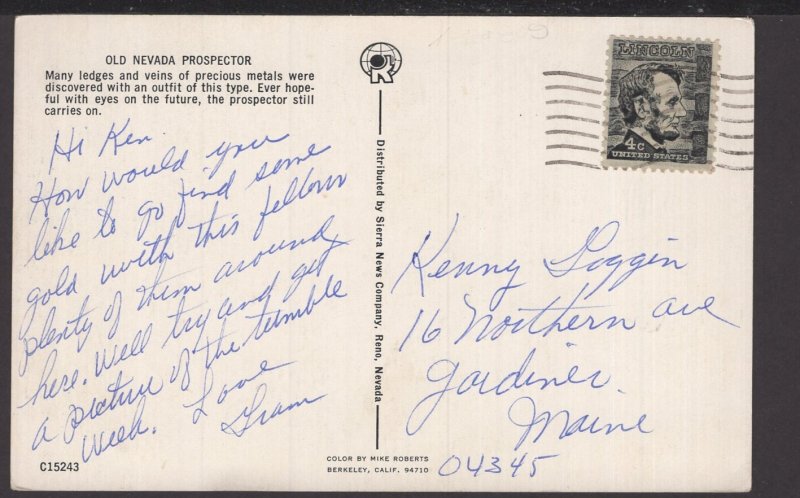 OLD NEVADA PROSPECTOR
Many ledges and veins of precious metals were
discovered with an outfit of this type. Ever hope-
ful with eyes on the future, the prospector still
carries on.
Hi Ken.
How would you
like to go find some
gold with this fellow
plenty of them around
here. Will try and get
a picture of the tumble
weed. Love
Gram
C15243
Distributed by Sierra News Company, Reno, Nevada
COLOR BY MIKE ROBERTS
BERKELEY, CALIF. 94710
LINCOLN
4c
UNITED STATES
Kenny Loggin
16 Northern Ave
Gardiner.
Maine
04345